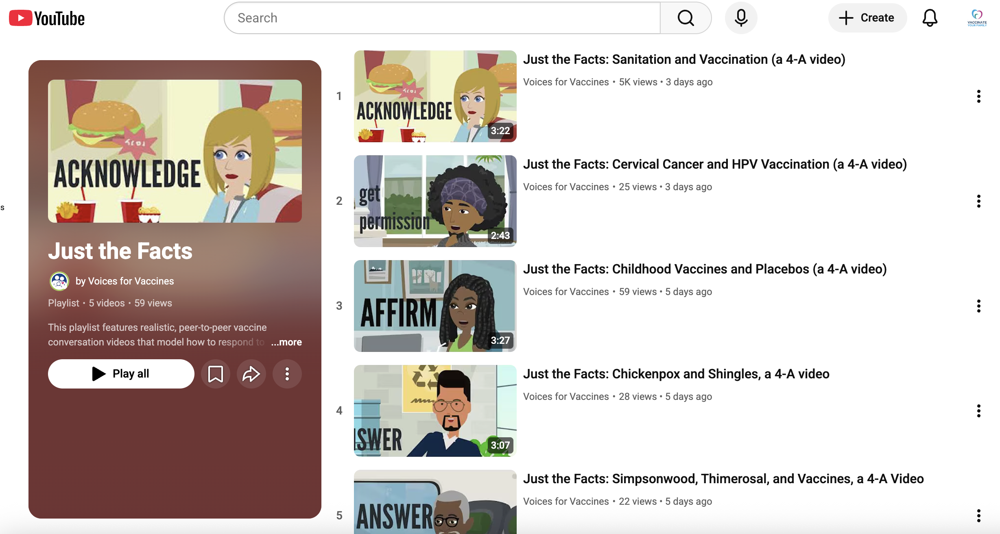 YouTube
Search
Create
VACCINATE
YOUR FAMILY
ACKNOWLEDGE
Just the Facts
by Voices for Vaccines
Playlist • 5 videos • 59 views
This playlist features realistic, peer-to-peer vaccine
conversation videos that model how to respond to ...more
Play all
s
1
ACKNOWLEDGE
3:22
Just the Facts: Sanitation and Vaccination (a 4-A video)
Voices for Vaccines • 5K views • 3 days ago
2
get
permission
2:43
Just the Facts: Cervical Cancer and HPV Vaccination (a 4-A video)
Voices for Vaccines • 25 views • 3 days ago
3
AFFIRM
3:27
Just the Facts: Childhood Vaccines and Placebos (a 4-A video)
Voices for Vaccines • 59 views • 5 days ago
4
SWER
3:07
Just the Facts: Chickenpox and Shingles, a 4-A video
Voices for Vaccines • 28 views • 5 days ago
5
ANSWER
Just the Facts: Simpsonwood, Thimerosal, and Vaccines, a 4-A Video
Voices for Vaccines • 22 views • 5 days ago